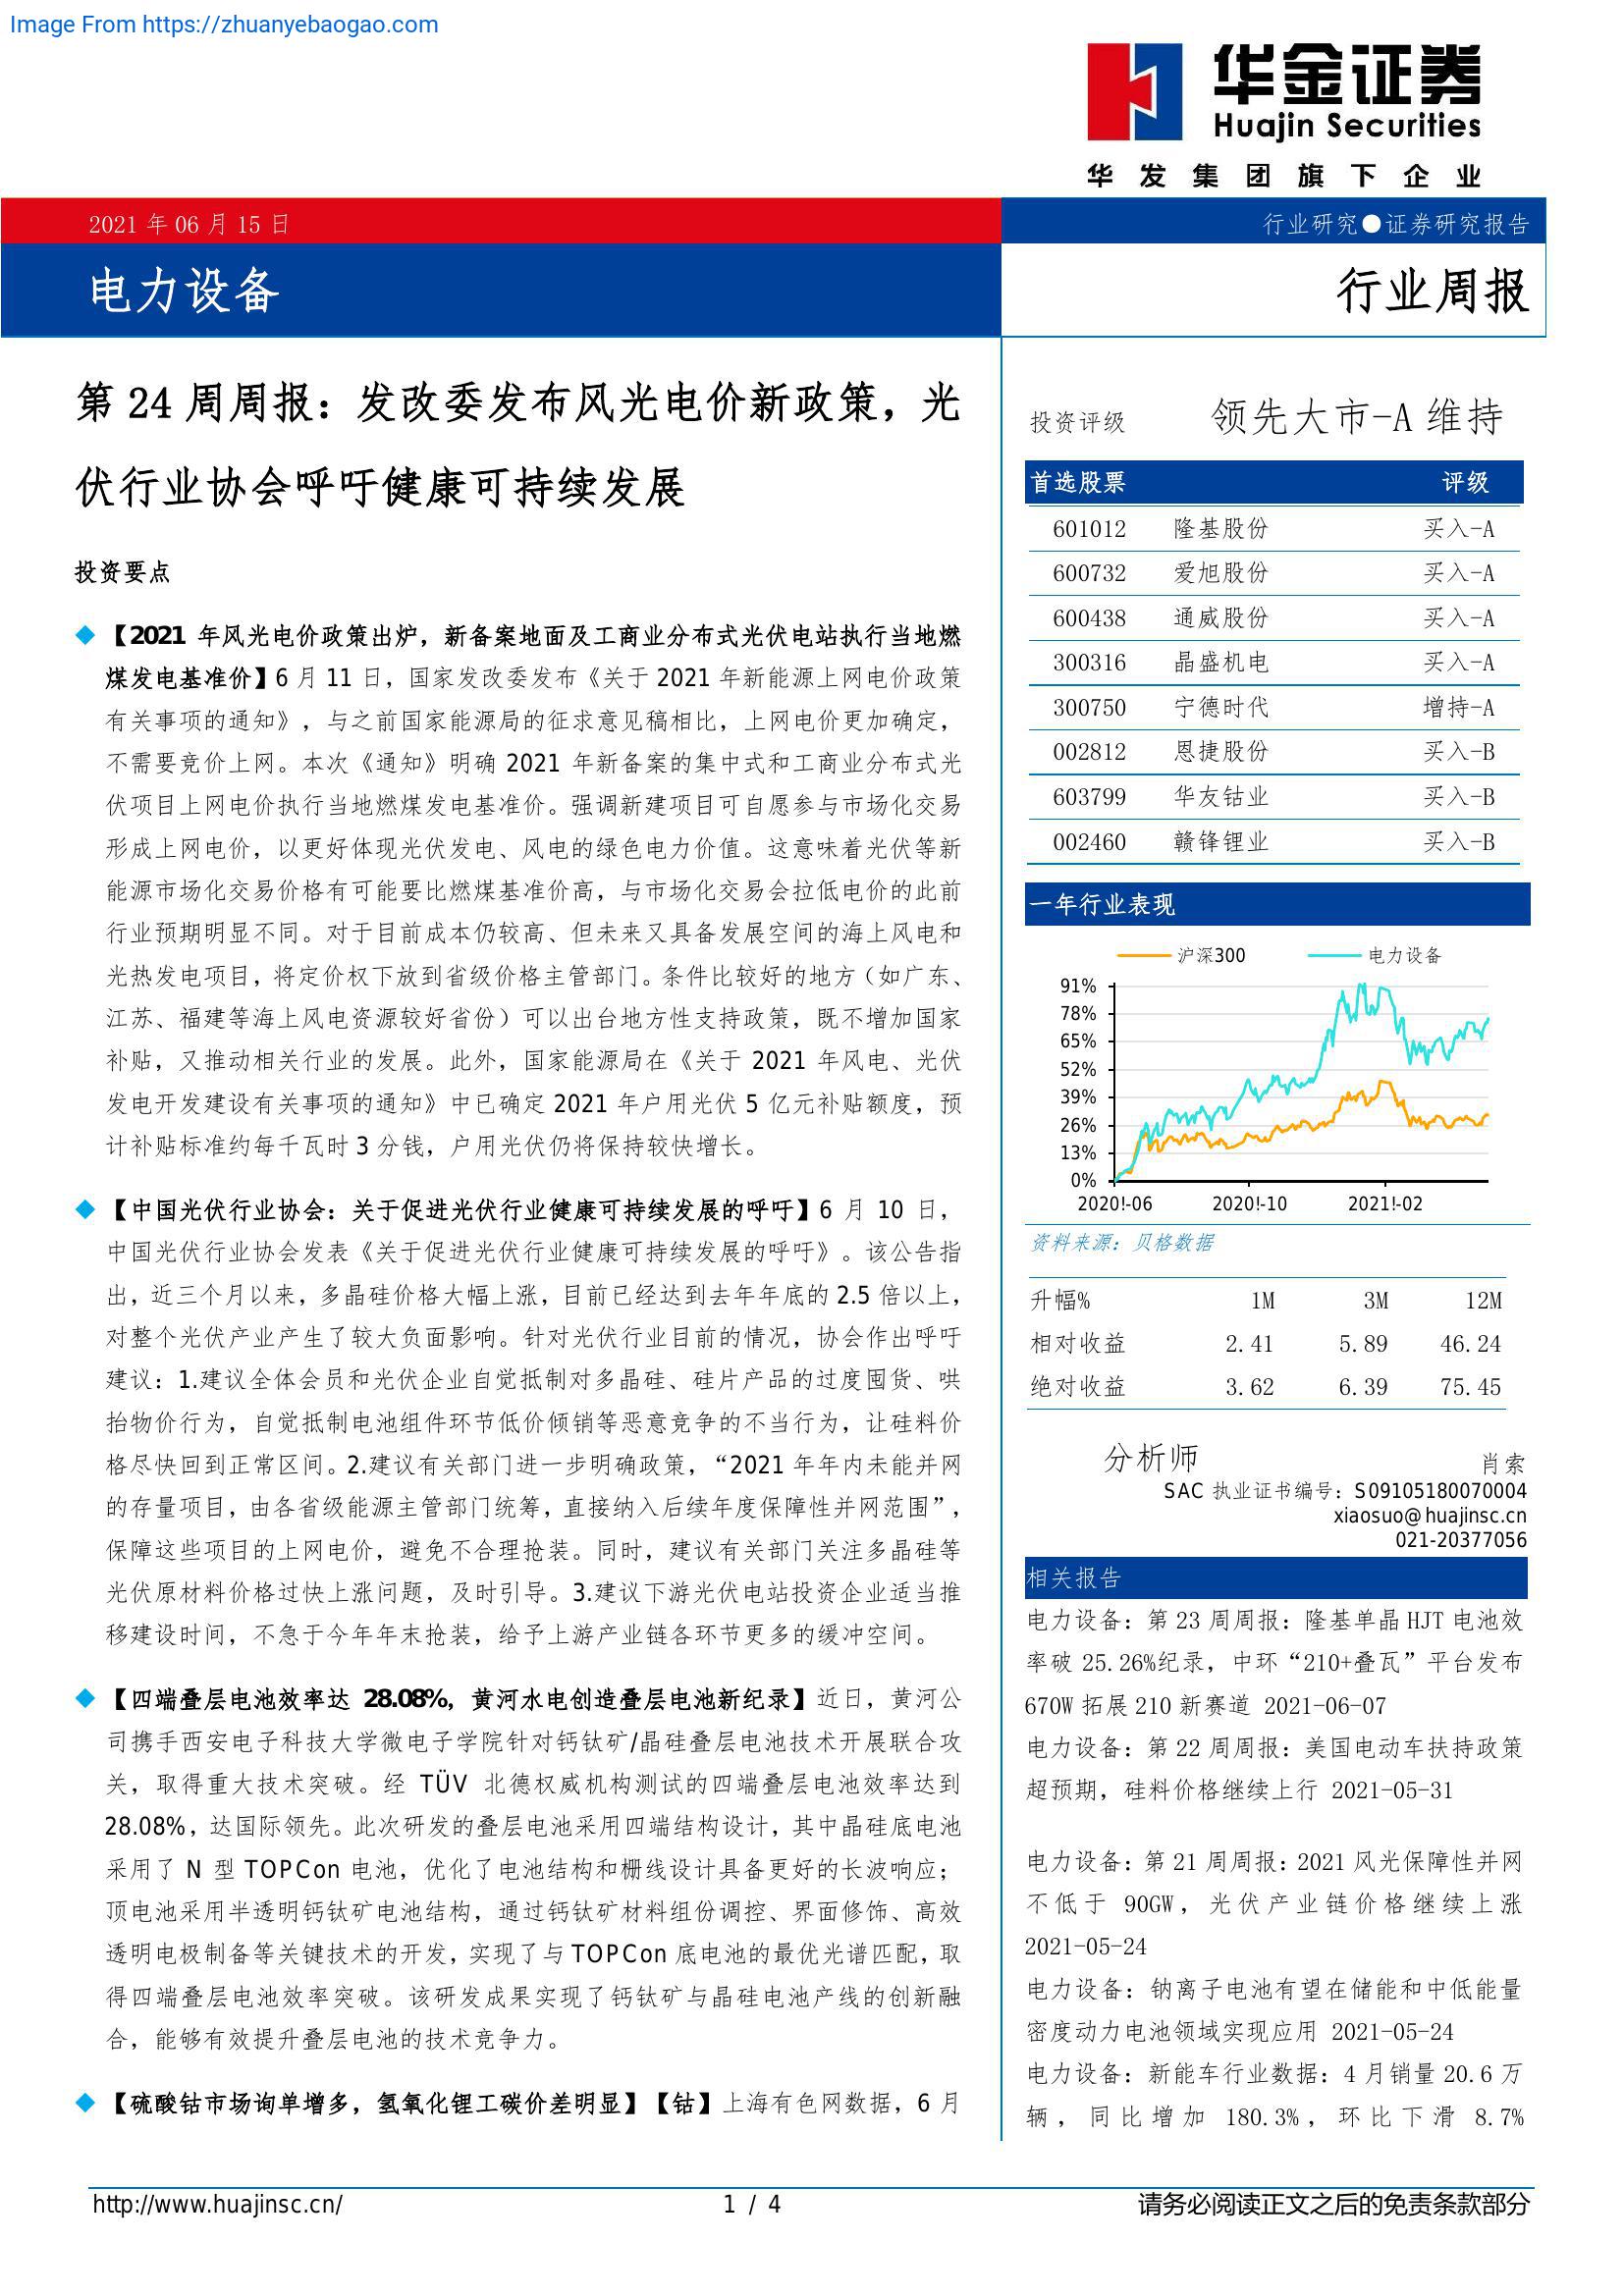 Image From https://zhuanyebaogao.com
华金证券
Huajin Securities
华发集团旗下企业
2021 年 06 月 15 日
行业研究●证券研究报告
电力设备
行业周报
第 24 周周报：发改委发布风光电价新政策，光
伏行业协会呼吁健康可持续发展
投资要点
◆ 【2021 年风光电价政策出炉，新备案地面及工商业分布式光伏电站执行当地燃
煤发电基准价】6 月 11 日，国家发改委发布《关于 2021 年新能源上网电价政策
有关事项的通知》，与之前国家能源局的征求意见稿相比，上网电价更加确定，
不需要竞价上网。本次《通知》明确 2021 年新备案的集中式和工商业分布式光
伏项目上网电价执行当地燃煤发电基准价。强调新建项目可自愿参与市场化交易
形成上网电价，以更好体现光伏发电、风电的绿色电力价值。这意味着光伏等新
能源市场化交易价格有可能要比燃煤基准价高，与市场化交易会拉低电价的此前
行业预期明显不同。对于目前成本仍较高、但未来又具备发展空间的海上风电和
光热发电项目，将定价权下放到省级价格主管部门。条件比较好的地方（如广东、
江苏、福建等海上风电资源较好省份）可以出台地方性支持政策，既不增加国家
补贴，又推动相关行业的发展。此外，国家能源局在《关于 2021 年风电、光伏
发电开发建设有关事项的通知》中已确定 2021 年户用光伏 5 亿元补贴额度，预
计补贴标准约每千瓦时 3 分钱，户用光伏仍将保持较快增长。
◆ 【中国光伏行业协会：关于促进光伏行业健康可持续发展的呼吁】6 月 10 日，
中国光伏行业协会发表《关于促进光伏行业健康可持续发展的呼吁》。该公告指
出，近三个月以来，多晶硅价格大幅上涨，目前已经达到去年年底的 2.5 倍以上，
对整个光伏产业产生了较大负面影响。针对光伏行业目前的情况，协会作出呼吁
建议：1.建议全体会员和光伏企业自觉抵制对多晶硅、硅片产品的过度囤货、哄
抬物价行为，自觉抵制电池组件环节低价倾销等恶意竞争的不当行为，让硅料价
格尽快回到正常区间。2.建议有关部门进一步明确政策，“2021 年年内未能并网
的存量项目，由各省级能源主管部门统筹，直接纳入后续年度保障性并网范围”，
保障这些项目的上网电价，避免不合理抢装。同时，建议有关部门关注多晶硅等
光伏原材料价格过快上涨问题，及时引导。3.建议下游光伏电站投资企业适当推
移建设时间，不急于今年年末抢装，给予上游产业链各环节更多的缓冲空间。
◆ 【四端叠层电池效率达 28.08%，黄河水电创造叠层电池新纪录】近日，黄河公
司携手西安电子科技大学微电子学院针对钙钛矿/晶硅叠层电池技术开展联合攻
关，取得重大技术突破。经 TÜV 北德权威机构测试的四端叠层电池效率达到
28.08%，达国际领先。此次研发的叠层电池采用四端结构设计，其中晶硅底电池
采用了 N 型 TOPCon 电池，优化了电池结构和栅线设计具备更好的长波响应；
顶电池采用半透明钙钛矿电池结构，通过钙钛矿材料组份调控、界面修饰、高效
透明电极制备等关键技术的开发，实现了与 TOPCon 底电池的最优光谱匹配，取
得四端叠层电池效率突破。该研发成果实现了钙钛矿与晶硅电池产线的创新融
合，能够有效提升叠层电池的技术竞争力。
◆ 【硫酸钴市场询单增多，氢氧化锂工碳价差明显】【钴】上海有色网数据，6 月
投资评级 领先大市-A 维持
首选股票 评级
601012 隆基股份 买入-A
600732 爱旭股份 买入-A
600438 通威股份 买入-A
300316 晶盛机电 买入-A
300750 宁德时代 增持-A
002812 恩捷股份 买入-B
603799 华友钴业 买入-B
002460 赣锋锂业 买入-B
一年行业表现
沪深300 电力设备
91%
78%
65%
52%
39%
26%
13%
0%
2020!-06 2020!-10 2021!-02
资料来源：贝格数据
升幅% 1M 3M 12M
相对收益 2.41 5.89 46.24
绝对收益 3.62 6.39 75.45
分析师 肖索
SAC 执业证书编号：S09105180070004
xiaosuo@huajinsc.cn
021-20377056
相关报告
电力设备：第 23 周周报：隆基单晶 HJT 电池效
率破 25.26%纪录，中环“210+叠瓦”平台发布
670W 拓展 210 新赛道 2021-06-07
电力设备：第 22 周周报：美国电动车扶持政策
超预期，硅料价格继续上行 2021-05-31
电力设备：第 21 周周报：2021 风光保障性并网
不低于 90GW，光伏产业链价格继续上涨
2021-05-24
电力设备：钠离子电池有望在储能和中低能量
密度动力电池领域实现应用 2021-05-24
电力设备：新能车行业数据：4 月销量 20.6 万
辆，同比增加 180.3%，环比下滑 8.7%
http://www.huajinsc.cn/ 1 / 4 请务必阅读正文之后的免责条款部分